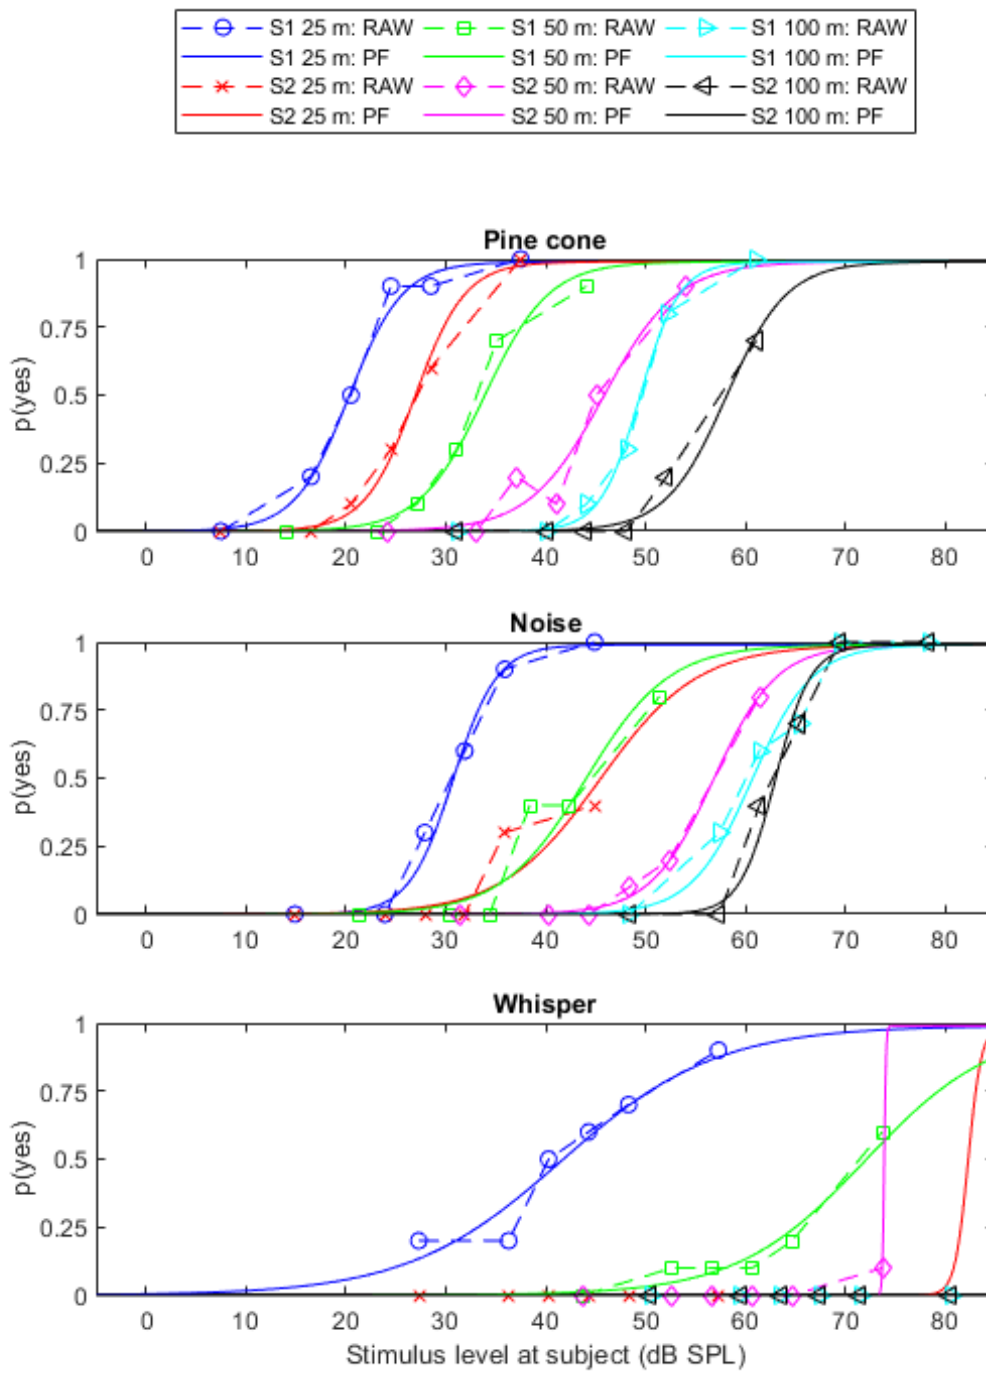 S1 25 m: RAW S1 50 m: RAW S1 100 m: RAW
S1 25 m: PF S1 50 m: PF S1 100 m: PF
S2 25 m: RAW S2 50 m: RAW S2 100 m: RAW
S2 25 m: PF S2 50 m: PF S2 100 m: PF
Pine cone
1
0.75
0.5
0.25
0
p(yes)
0 10 20 30 40 50 60 70 80
Noise
1
0.75
0.5
0.25
0
p(yes)
0 10 20 30 40 50 60 70 80
Whisper
1
0.75
0.5
0.25
0
p(yes)
0 10 20 30 40 50 60 70 80
Stimulus level at subject (dB SPL)